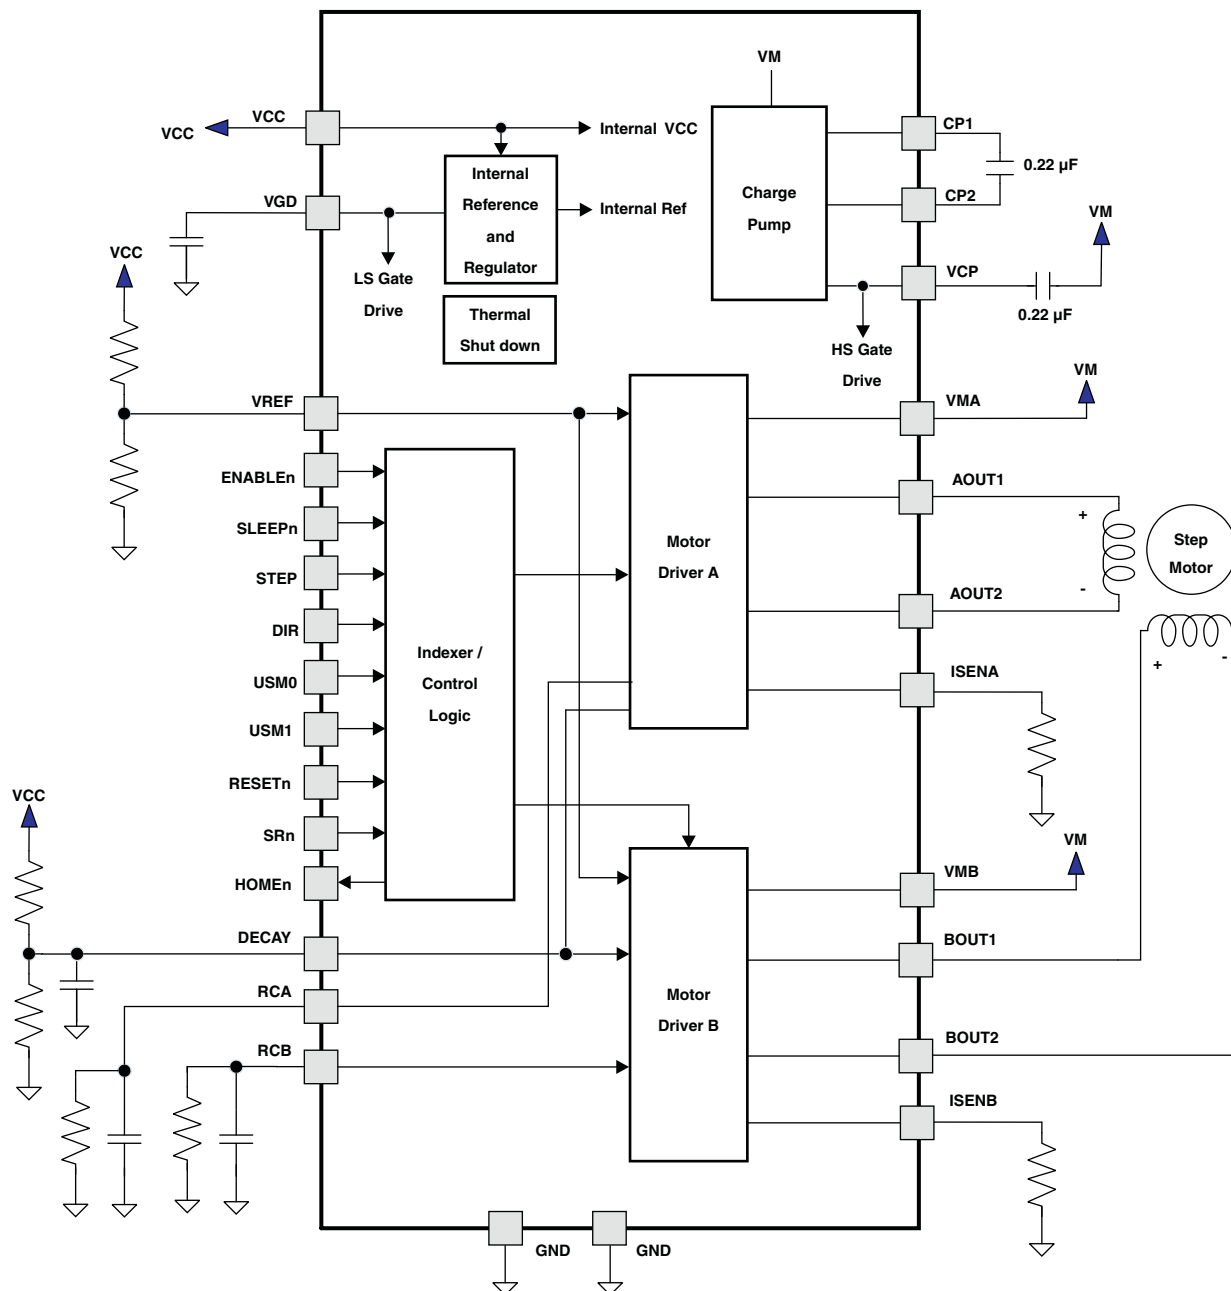 VM
VCC
VCC
Internal VCC
CP1
0.22 µF
Internal
Reference
and
Regulator
Charge
Pump
VGD
Internal Ref
CP2
VM
VCC
LS Gate
Drive
VCP
0.22 µF
Thermal
Shut down
HS Gate
Drive
VM
VREF
VMA
ENABLEn
SLEEPn
STEP
DIR
USM0
USM1
RESETn
SRn
HOMEn
Indexer /
Control
Logic
Motor
Driver A
AOUT1
+
-
Step
Motor
AOUT2
+
-
ISENA
VCC
VM
VMB
DECAY
BOUT1
RCA
Motor
Driver B
RCB
BOUT2
ISENB
GND
GND